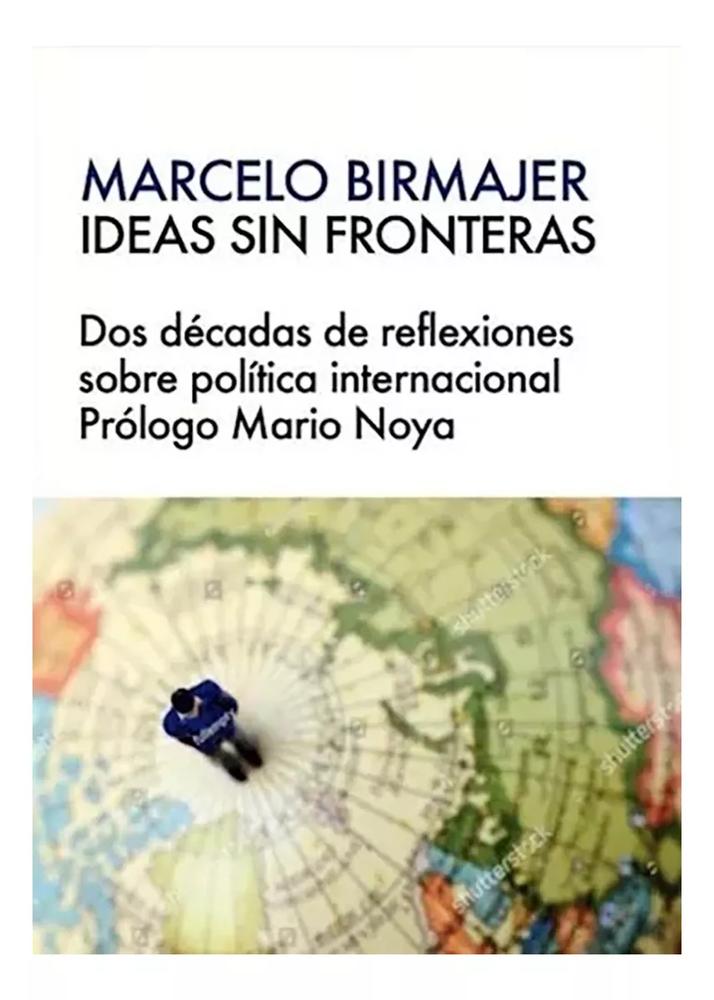 MARCELO BIRMAJER
IDEAS SIN FRONTERAS
Dos décadas de reflexiones
sobre política internacional
Prólogo Mario Noya
shutterstock
shutterstock
shutterstock